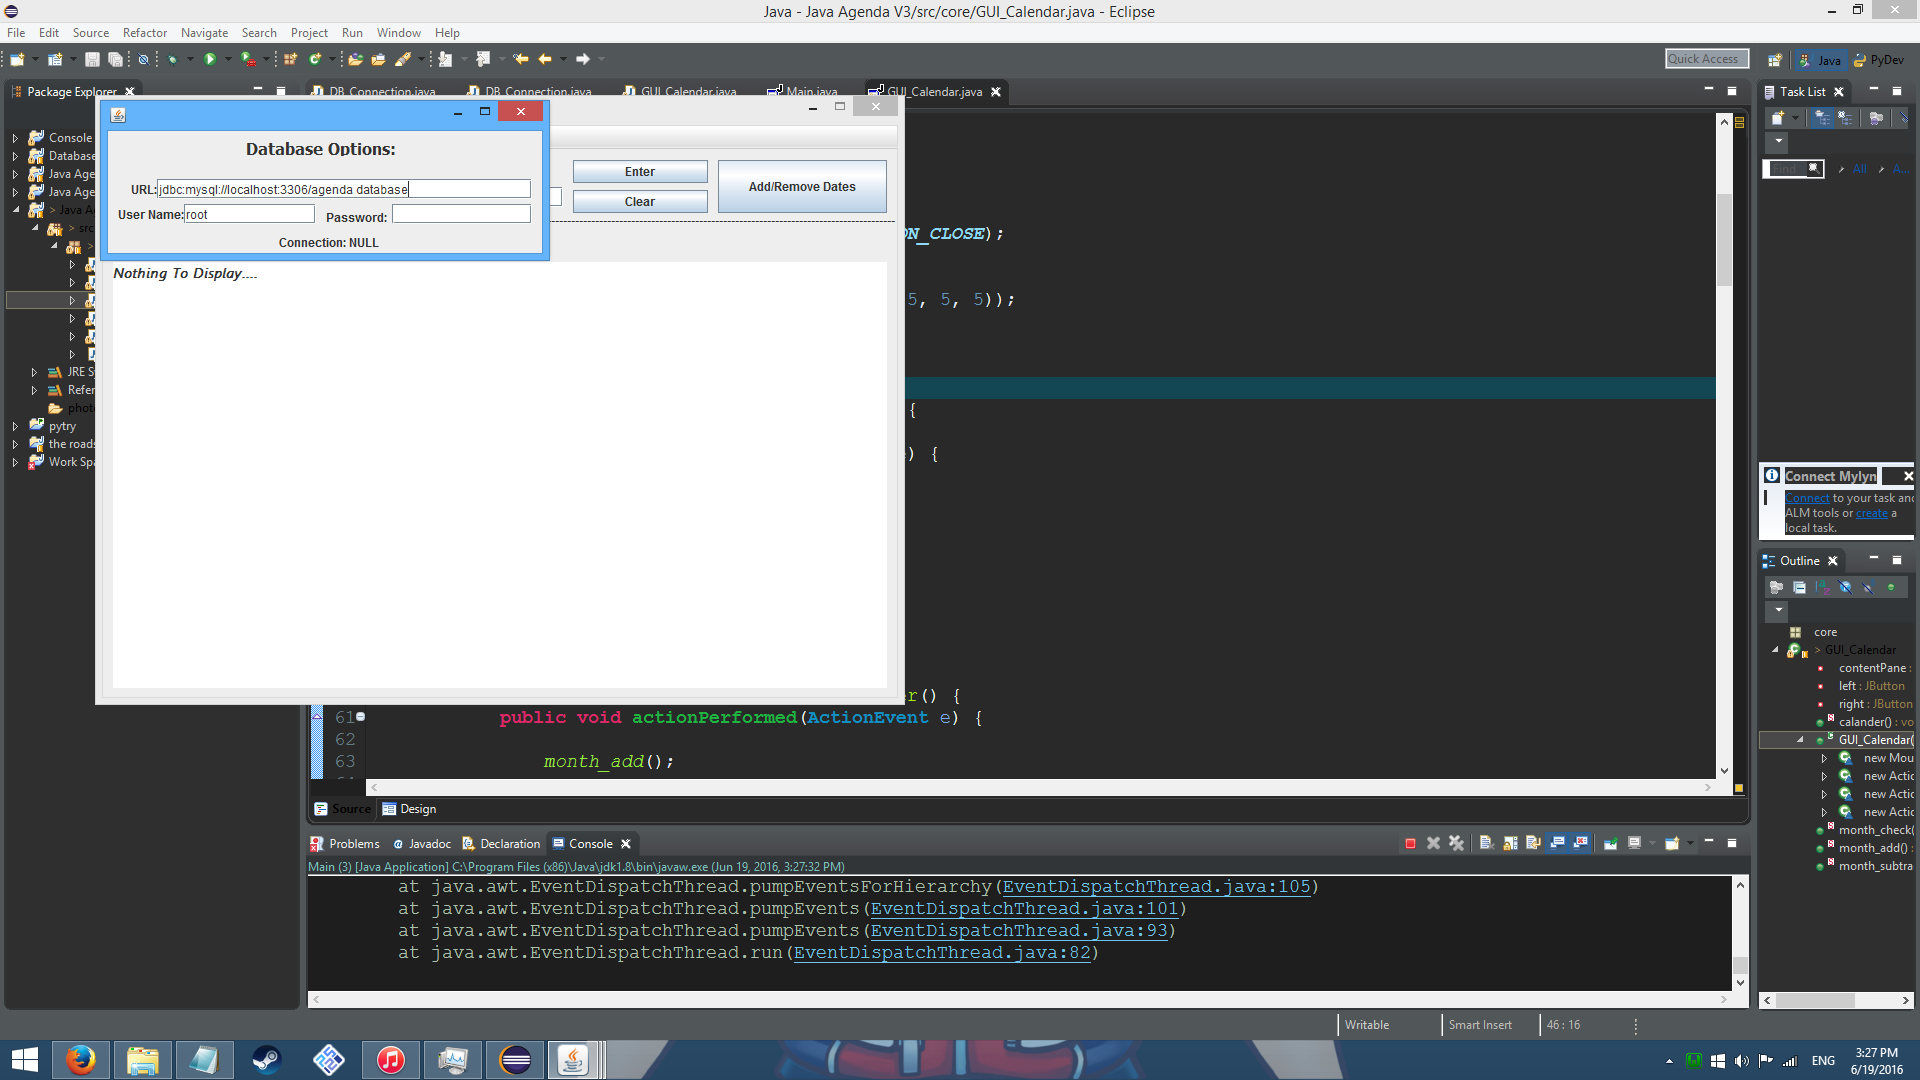 Java - Java Agenda V3/src/core/GUI_Calendar.java - Eclipse
File Edit Source Refactor Navigate Search Project Run Window Help
Quick Access
Java
PyDev
Package Explorer
DB_Connection.java
DB_Connection.java
GUI_Calendar.java
Main.java
GUI_Calendar.java
Task List
Console
Database
Java Age
Java Age
> Java A
> src
>
JRE Sy
Refer
phot
pytry
the roads
Work Spa
Database Options:
URL: jdbc:mysql://localhost:3306/agenda database
User Name: root
Password:
Connection: NULL
Enter
Clear
Add/Remove Dates
Nothing To Display....
ON_CLOSE);
5, 5, 5));
{
) {
er() {
61 public void actionPerformed(ActionEvent e) {
62
63 month_add();
Source
Design
Find
All
A...
Connect Mylyn
Connect to your task and
ALM tools or create a
local task.
Outline
core
> GUI_Calendar
contentPane :
left : JButton
right : JButton
calander() : vo
GUI_Calendar(
new Mou
new Actio
new Actio
new Actio
month_check(
month_add() :
month_subtra
Problems
Javadoc
Declaration
Console
Main (3) [Java Application] C:\Program Files (x86)\Java\jdk1.8\bin\javaw.exe (Jun 19, 2016, 3:27:32 PM)
at java.awt.EventDispatchThread.pumpEventsForHierarchy(EventDispatchThread.java:105)
at java.awt.EventDispatchThread.pumpEvents(EventDispatchThread.java:101)
at java.awt.EventDispatchThread.pumpEvents(EventDispatchThread.java:93)
at java.awt.EventDispatchThread.run(EventDispatchThread.java:82)
Writable
Smart Insert
46 : 16
ENG
3:27 PM
6/19/2016